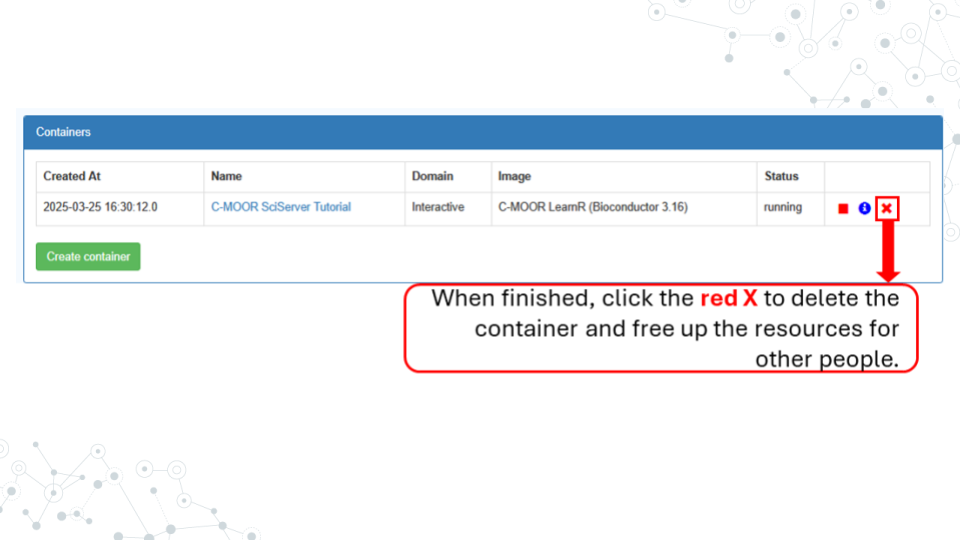 Containers
Created At Name Domain Image Status
2025-03-25 16:30:12.0 C-MOOR SciServer Tutorial Interactive C-MOOR LearnR (Bioconductor 3.16) running
Create container
When finished, click the red X to delete the
container and free up the resources for
other people.